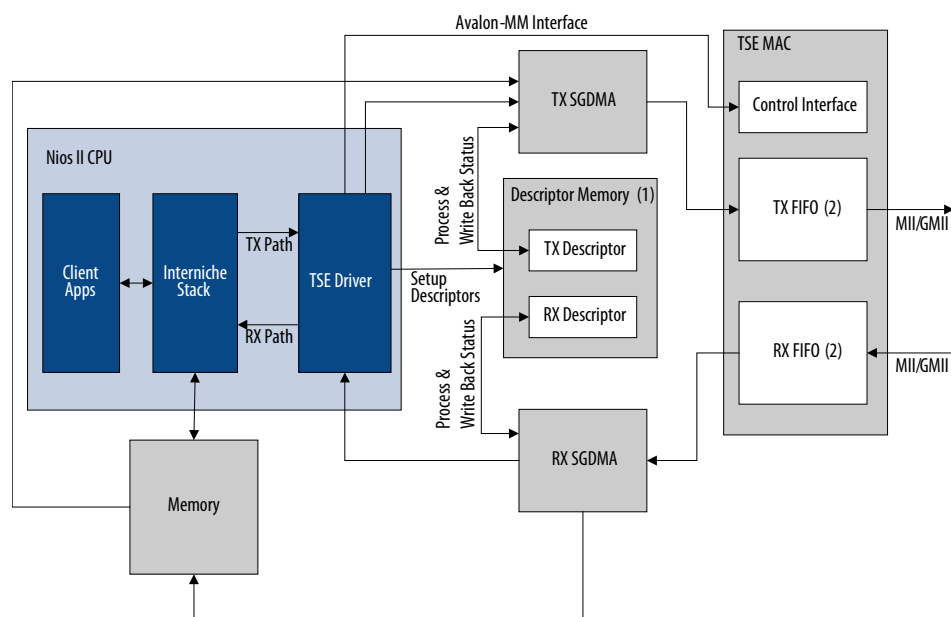 Avalon-MM Interface
TSE MAC
TX SGDMA
Control Interface
Nios II CPU
Process &
Write Back Status
Descriptor Memory (1)
TX FIFO (2)
MII/GMII
Client
Apps
Interniche
Stack
TX Path
TSE Driver
RX Path
Setup
Descriptors
TX Descriptor
RX Descriptor
Process &
Write Back Status
RX FIFO (2)
MII/GMII
RX SGDMA
Memory